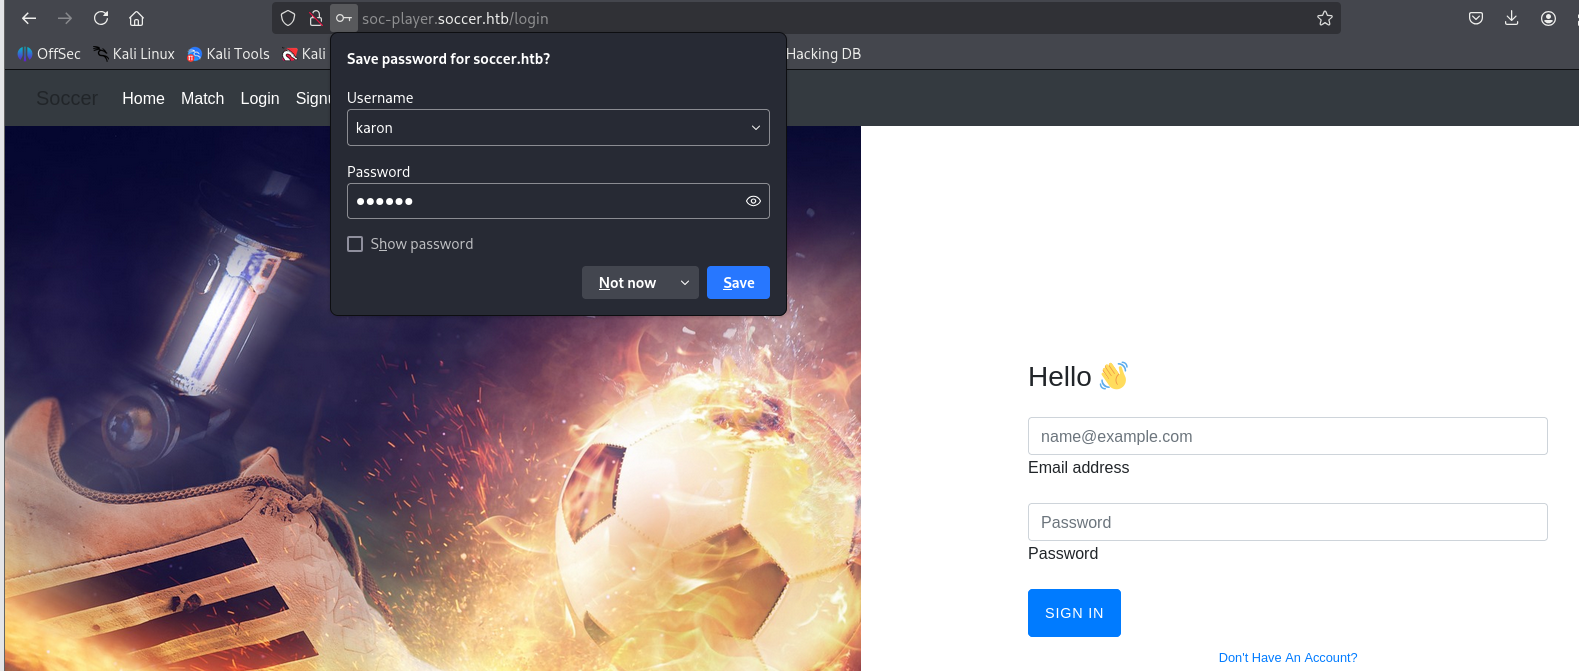 soc-player.soccer.htb/login
OffSec Kali Linux Kali Tools Kali Hacking DB
Save password for soccer.htb?
Username
karon
Password
●●●●●●
Show password
Not now Save
Soccer Home Match Login Signu
Hello 👋
name@example.com
Email address
Password
Password
SIGN IN
Don't Have An Account?